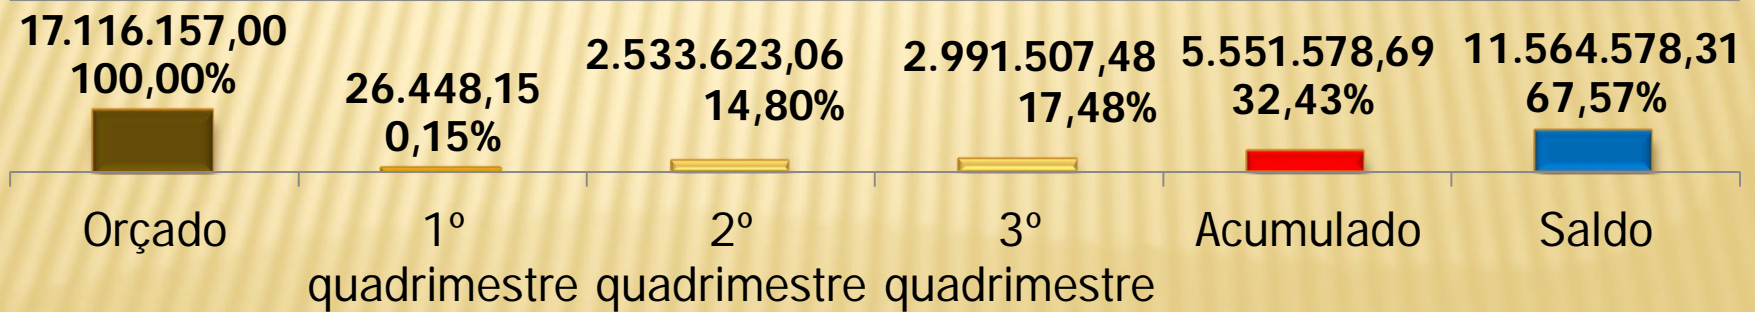 17.116.157,00
100,00%
26.448,15
0,15%
2.533.623,06
14,80%
2.991.507,48
17,48%
5.551.578,69
32,43%
11.564.578,31
67,57%
Orçado
1º
quadrimestre
2º
quadrimestre
3º
quadrimestre
Acumulado
Saldo